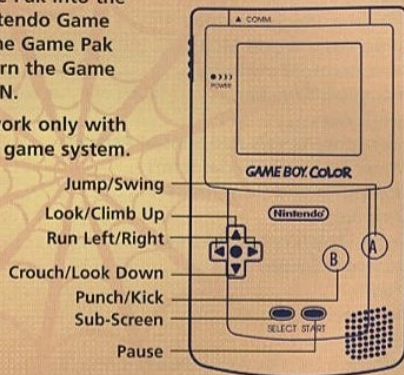 Pak into the
tendo Game
e Game Pak
rn the Game
N.
ork only with
game system.
▲ COMM.
POWER
GAME BOY COLOR
Nintendo
Jump/Swing
Look/Climb Up
Run Left/Right
Crouch/Look Down
Punch/Kick
Sub-Screen
Pause
A
B
SELECT START